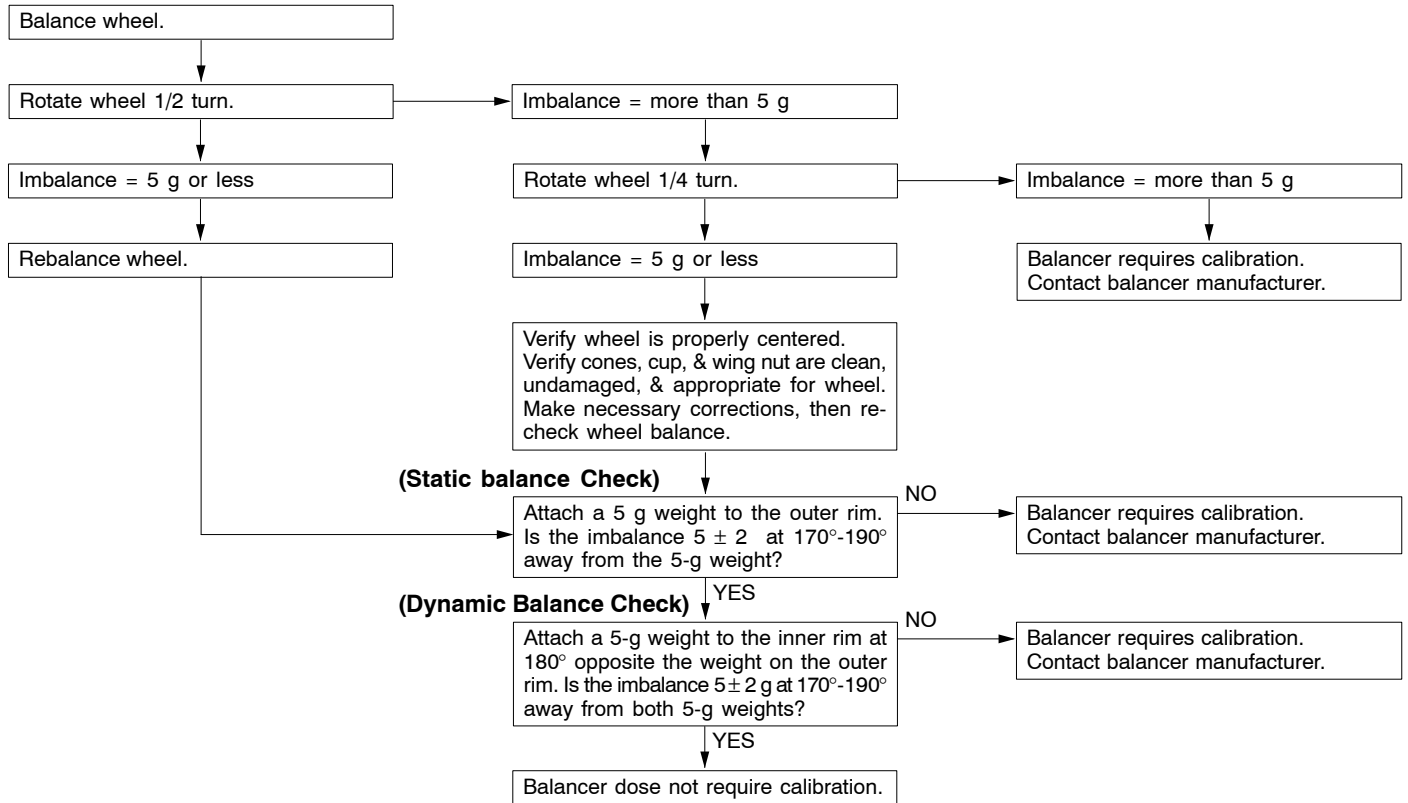 Balance wheel.
Rotate wheel 1/2 turn.
Imbalance = more than 5 g
Imbalance = 5 g or less
Rotate wheel 1/4 turn.
Imbalance = more than 5 g
Rebalance wheel.
Imbalance = 5 g or less
Balancer requires calibration.
Contact balancer manufacturer.
Verify wheel is properly centered.
Verify cones, cup, & wing nut are clean,
undamaged, & appropriate for wheel.
Make necessary corrections, then re-
check wheel balance.
(Static balance Check)
Attach a 5 g weight to the outer rim.
Is the imbalance 5 ± 2 at 170°-190°
away from the 5-g weight?
NO
Balancer requires calibration.
Contact balancer manufacturer.
YES
(Dynamic Balance Check)
Attach a 5-g weight to the inner rim at
180° opposite the weight on the outer
rim. Is the imbalance 5± 2 g at 170°-190°
away from both 5-g weights?
NO
Balancer requires calibration.
Contact balancer manufacturer.
YES
Balancer dose not require calibration.